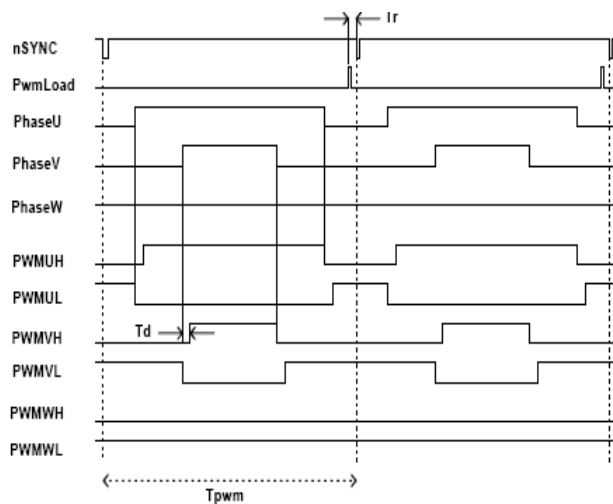 Tr
nSYNC
PwmLoad
PhaseU
PhaseV
PhaseW
PWMUH
PWMUL
Td
PWMVH
PWMVL
PWMWH
PWMWL
Tpwm